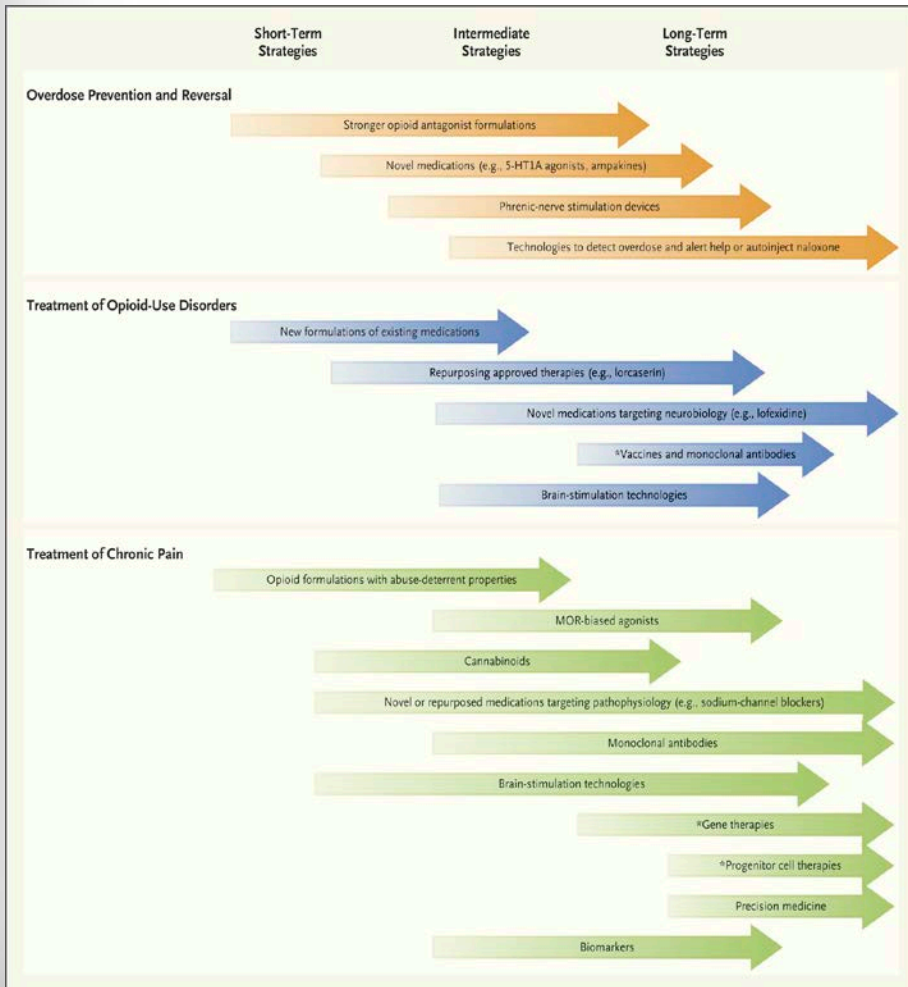 Short-Term
Strategies
Intermediate
Strategies
Long-Term
Strategies
Overdose Prevention and Reversal
Stronger opioid antagonist formulations
Novel medications (e.g., 5-HT1A agonists, ampakines)
Phrenic-nerve stimulation devices
Technologies to detect overdose and alert help or autoinject naloxone
Treatment of Opioid-Use Disorders
New formulations of existing medications
Repurposing approved therapies (e.g., lorcaserin)
Novel medications targeting neurobiology (e.g., lofexidine)
*Vaccines and monoclonal antibodies
Brain-stimulation technologies
Treatment of Chronic Pain
Opioid formulations with abuse-deterrent properties
MOR-biased agonists
Cannabinoids
Novel or repurposed medications targeting pathophysiology (e.g., sodium-channel blockers)
Monoclonal antibodies
Brain-stimulation technologies
*Gene therapies
*Progenitor cell therapies
Precision medicine
Biomarkers